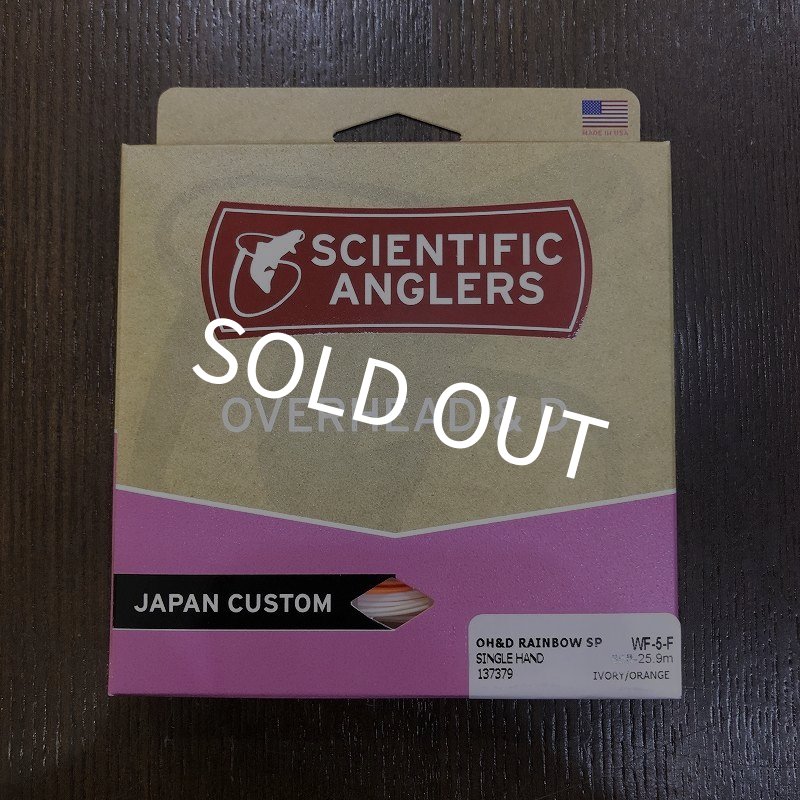 MADE IN USA
SCIENTIFIC
ANGLERS
OVERHEAD & D
SOLD OUT
JAPAN CUSTOM
OH&D RAINBOW SP WF-5-F
SINGLE HAND -25.9m
137379 IVORY/ORANGE